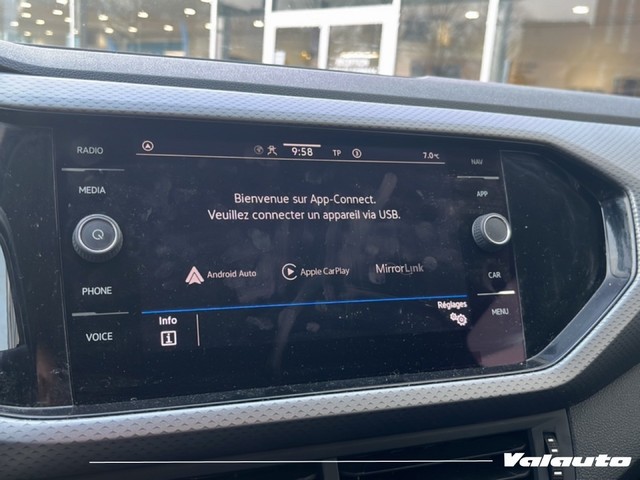 RADIO
MEDIA
PHONE
VOICE
9:58 TP 7.0°C
NAV
APP
CAR
MENU
Bienvenue sur App-Connect.
Veuillez connecter un appareil via USB.
Android Auto Apple CarPlay MirrorLink
Info
Réglages
Valauto